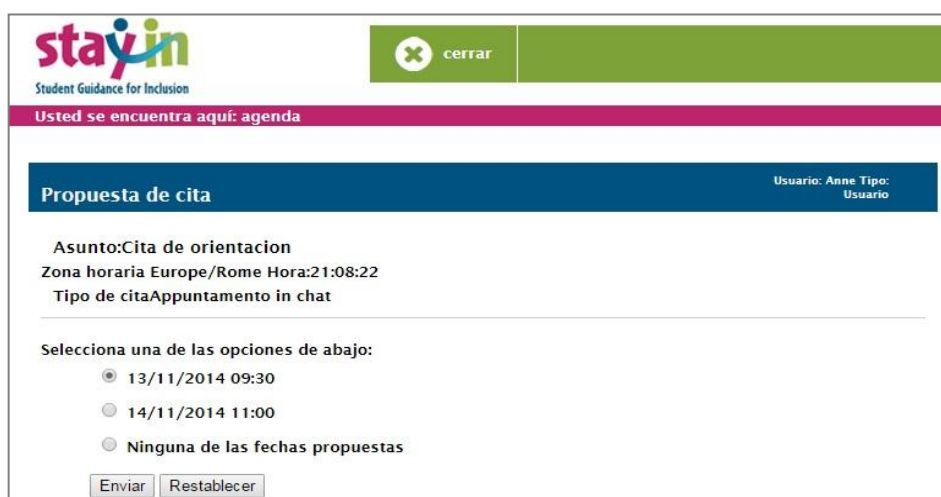 stay in
Student Guidance for Inclusion
cerrar
Usted se encuentra aquí: agenda
Propuesta de cita
Usuario: Anne Tipo:
Usuario
Asunto:Cita de orientacion
Zona horaria Europe/Rome Hora:21:08:22
Tipo de citaAppuntamento in chat
Selecciona una de las opciones de abajo:
13/11/2014 09:30
14/11/2014 11:00
Ninguna de las fechas propuestas
Enviar Restablecer